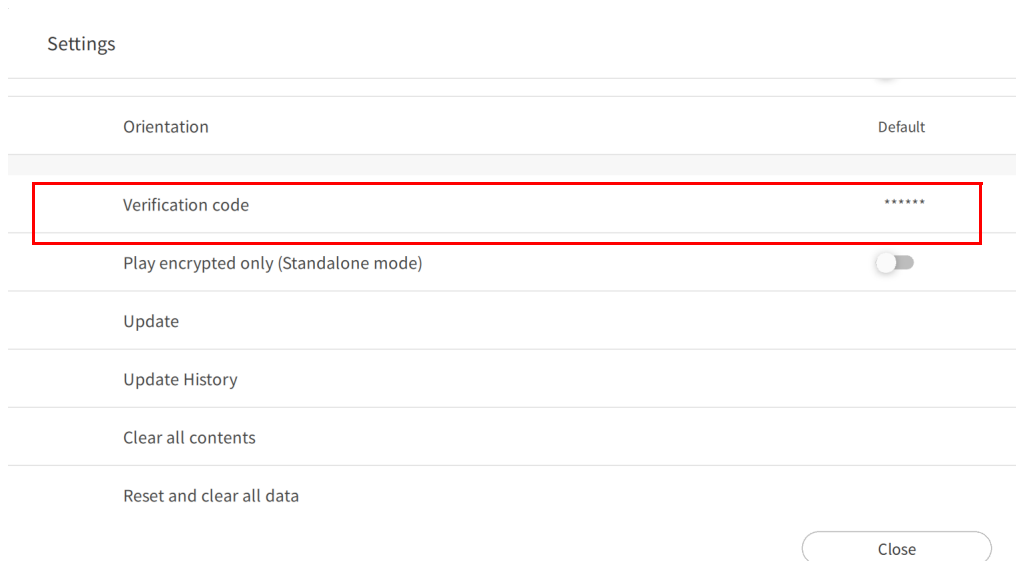 Settings
Orientation Default
Verification code ******
Play encrypted only (Standalone mode)
Update
Update History
Clear all contents
Reset and clear all data
Close